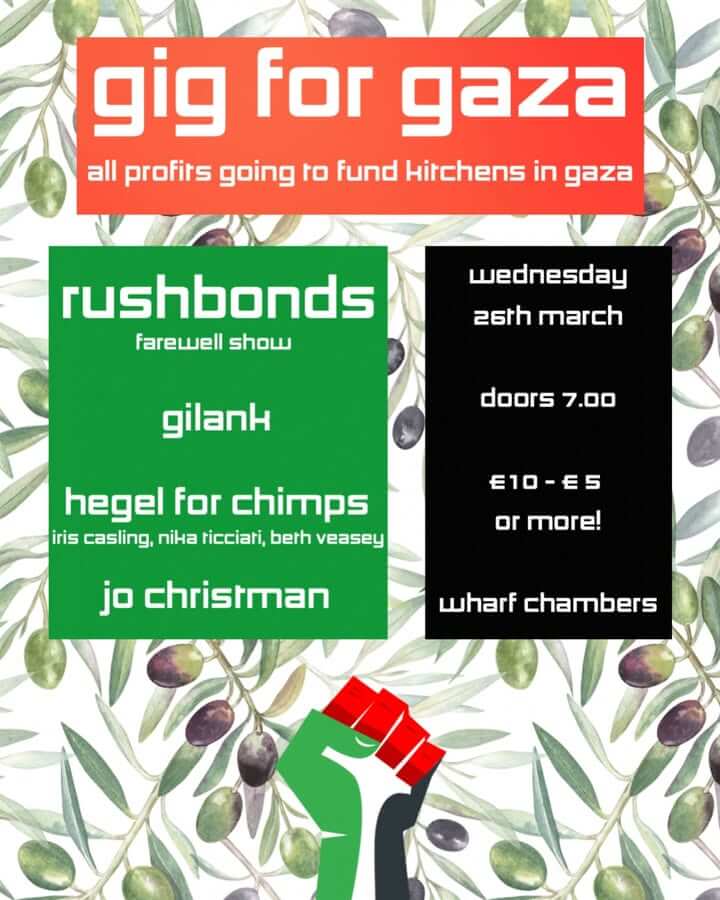 gig for gaza
all profits going to fund kitchens in gaza
rushbonds
farewell show
gilank
hegel for chimps
iris casling, nika ticciati, beth veasey
jo christman
wednesday
26th march
doors 7.00
£10 - £5
or more!
wharf chambers